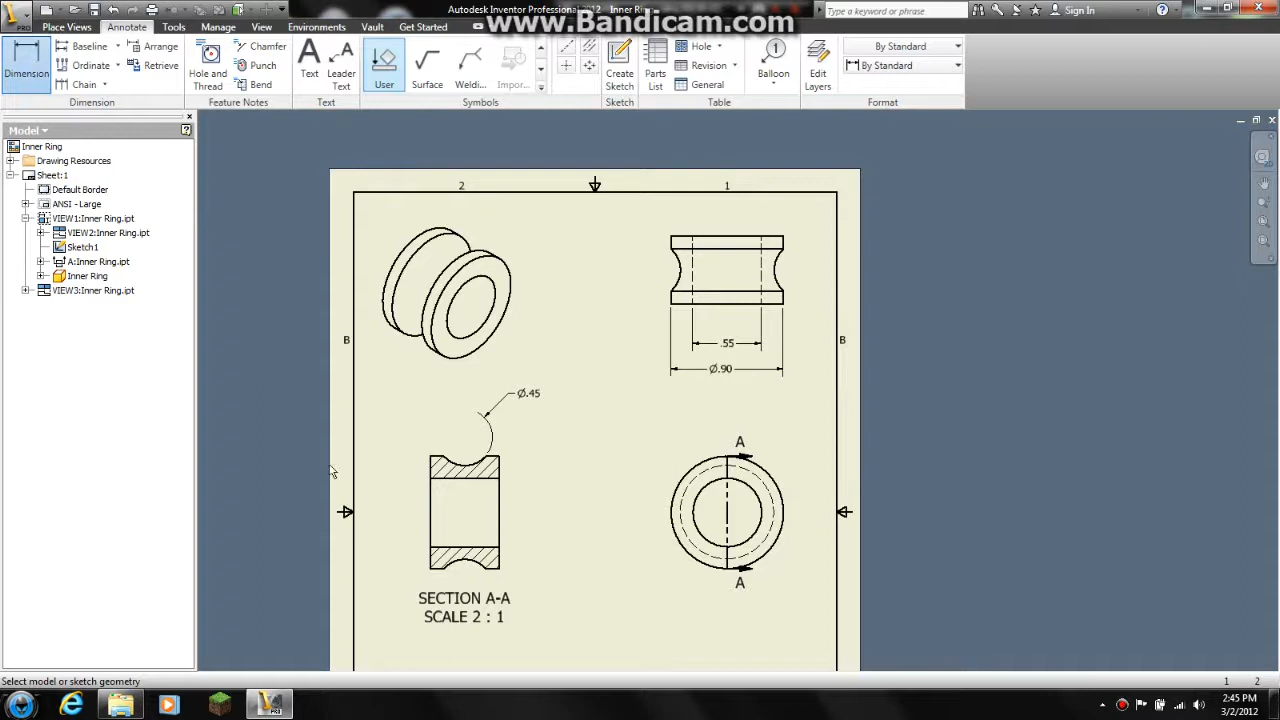 Autodesk Inventor Professional 2012 Inner Ring
www.Bandicam.com
Type a keyword or phrase
Sign In
PRO
Place Views Annotate Tools Manage View Environments Vault Get Started
Dimension
Baseline
Ordinate
Chain
Arrange
Retrieve
Dimension
Hole and Thread
Chamfer
Punch
Bend
Feature Notes
Text
Leader Text
Text
User
Surface
Weldi...
Impor...
Symbols
Create Sketch
Sketch
Parts List
Hole
Revision
General
Table
Balloon
Edit Layers
By Standard
By Standard
Format
Model
Inner Ring
Drawing Resources
Sheet:1
Default Border
ANSI - Large
VIEW1:Inner Ring.ipt
VIEW2:Inner Ring.ipt
Sketch1
A:Inner Ring.ipt
Inner Ring
VIEW3:Inner Ring.ipt
2
1
B
B
.55
Ø.90
Ø.45
A
A
SECTION A-A
SCALE 2 : 1
Select model or sketch geometry
1 2
2:45 PM
3/2/2012